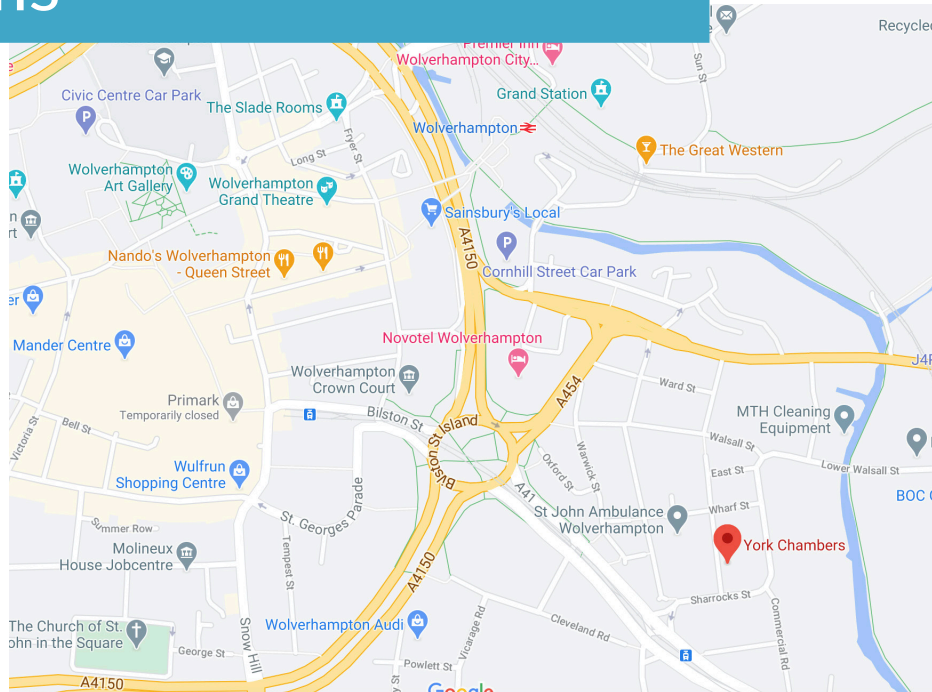 Premier Inn
Wolverhampton City...
Recycle
Sun St
Civic Centre Car Park
P
The Slade Rooms
Grand Station
Wolverhampton
Fryer St
Long St
The Great Western
Wolverhampton
Art Gallery
Wolverhampton
Grand Theatre
Sainsbury's Local
A4150
P
Cornhill Street Car Park
Nando's Wolverhampton
- Queen Street
Mander Centre
Novotel Wolverhampton
Wolverhampton
Crown Court
A454
Ward St
Primark
Temporarily closed
Bilston St
Bilston St Island
Victoria St
Bell St
MTH Cleaning
Equipment
Walsall St
Lower Walsall St
East St
Wulfrun
Shopping Centre
Oxford St
Warwick St
A41
Wharf St
BOC
St. Georges Parade
St John Ambulance
Wolverhampton
York Chambers
Summer Row
Molineux
House Jobcentre
Tempest St
A4150
Sharrocks St
Commercial Rd
The Church of St.
ohn in the Square
George St
Snow Hill
Wolverhampton Audi
Vicarage Rd
Cleveland Rd
Powlett St
A4150
Google